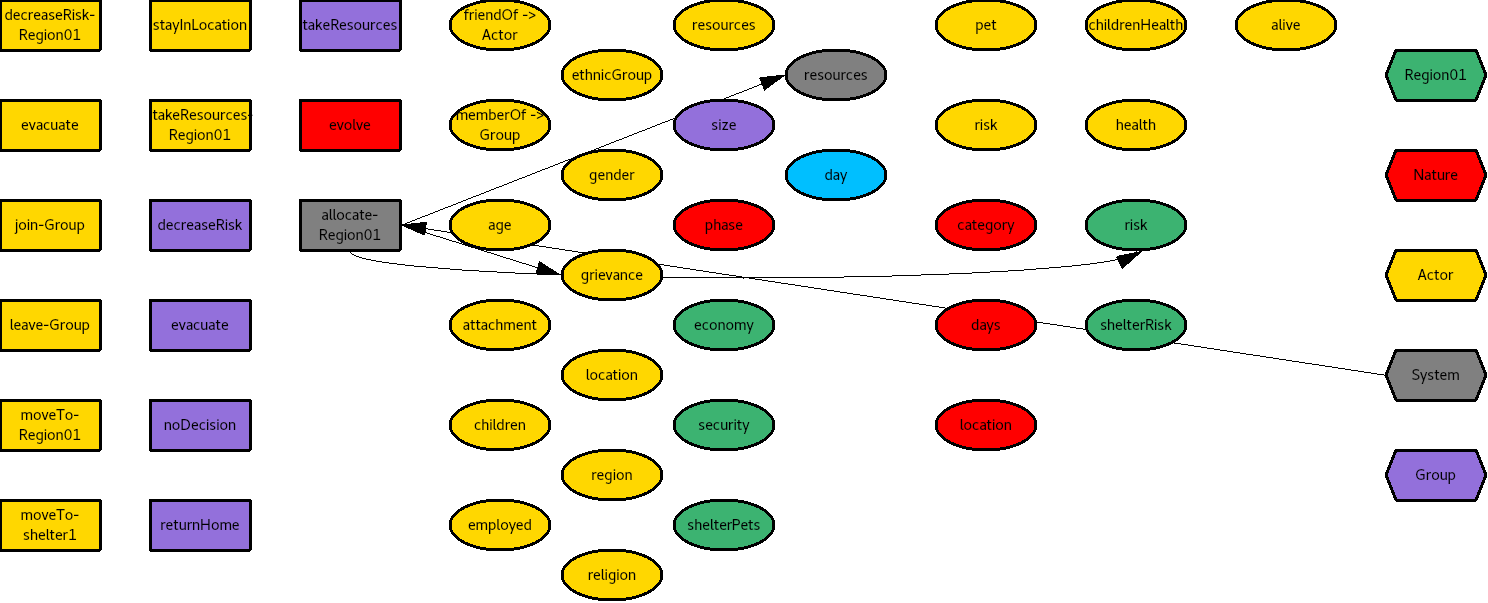 decreaseRisk-
Region01
stayInLocation
takeResources
friendOf ->
Actor
resources
pet
childrenHealth
alive
ethnicGroup
resources
Region01
evacuate
takeResources-
Region01
evolve
memberOf ->
Group
size
risk
health
gender
day
Nature
join-Group
decreaseRisk
allocate-
Region01
age
phase
category
risk
grievance
Actor
leave-Group
evacuate
attachment
economy
days
shelterRisk
location
System
moveTo-
Region01
noDecision
children
security
location
region
Group
moveTo-
shelter1
returnHome
employed
shelterPets
religion